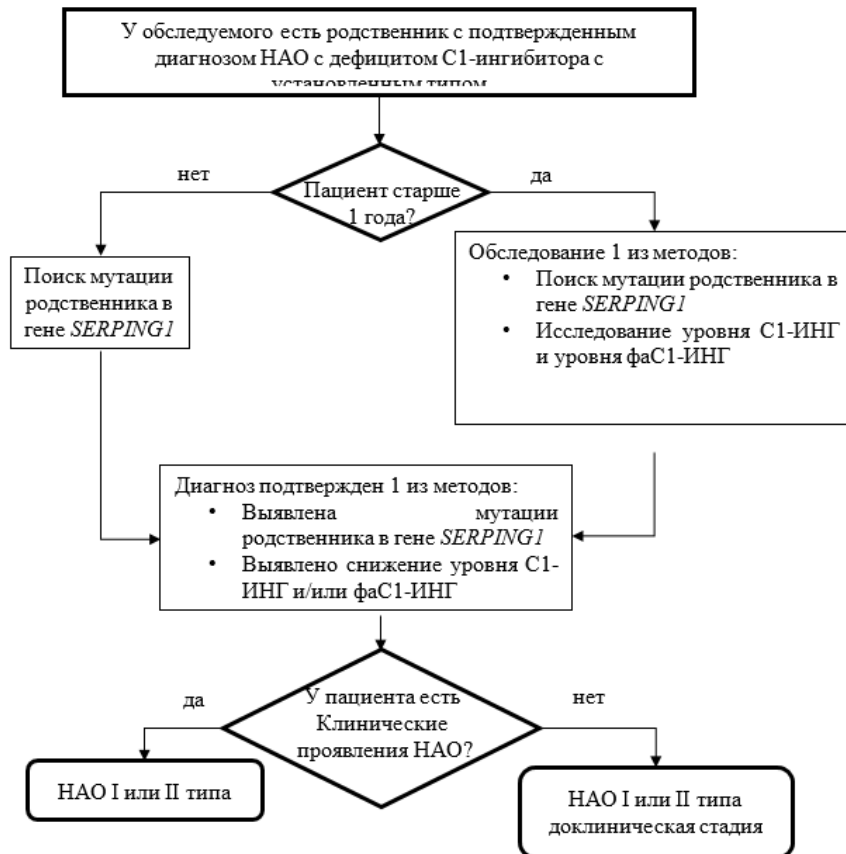 У обследуемого есть родственник с подтвержденным
диагнозом НАО с дефицитом С1-ингибитора с
установленным типом
нет
да
Пациент старше
1 года?
Поиск мутации
родственника в
гене SERPING1
Обследование 1 из методов:
• Поиск мутации родственника в
гене SERPING1
• Исследование уровня С1-ИНГ
и уровня фаС1-ИНГ
Диагноз подтвержден 1 из методов:
• Выявлена мутации
родственника в гене SERPING1
• Выявлено снижение уровня С1-
ИНГ и/или фаС1-ИНГ
да
нет
У пациента есть
Клинические
проявления НАО?
НАО I или II типа
НАО I или II типа
доклиническая стадия